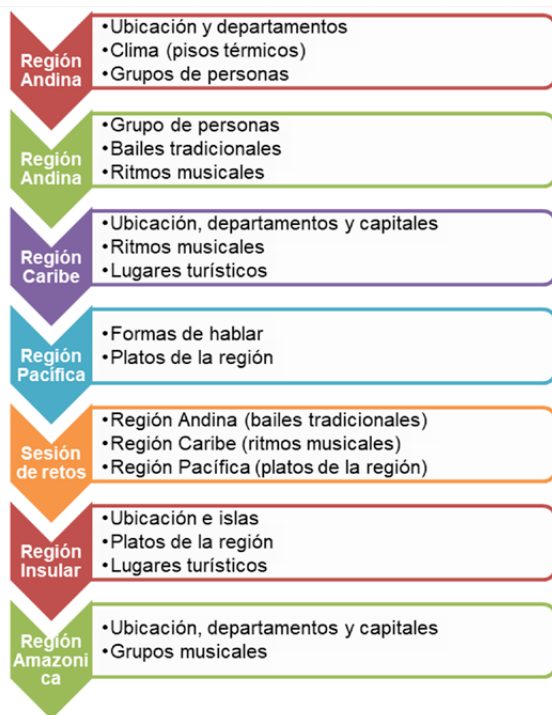 Región
Andina
•Ubicación y departamentos
•Clima (pisos térmicos)
•Grupos de personas
Región
Andina
•Grupo de personas
•Bailes tradicionales
•Ritmos musicales
Región
Caribe
•Ubicación, departamentos y capitales
•Ritmos musicales
•Lugares turísticos
Región
Pacífica
•Formas de hablar
•Platos de la región
Sesión
de retos
•Región Andina (bailes tradicionales)
•Región Caribe (ritmos musicales)
•Región Pacífica (platos de la región)
Región
Insular
•Ubicación e islas
•Platos de la región
•Lugares turísticos
Región
Amazoni
ca
•Ubicación, departamentos y capitales
•Grupos musicales